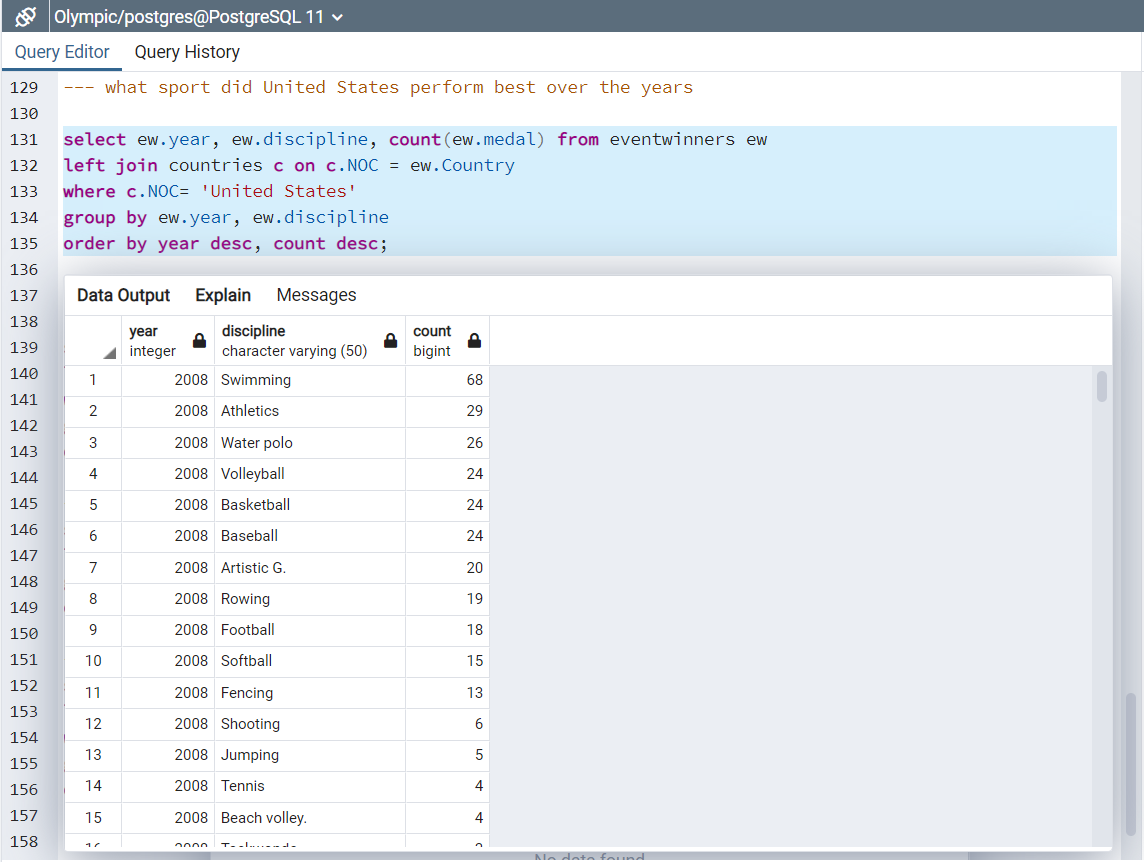 Olympic/postgres@PostgreSQL 11
Query Editor Query History
129 --- what sport did United States perform best over the years
130
131 select ew.year, ew.discipline, count(ew.medal) from eventwinners ew
132 left join countries c on c.NOC = ew.Country
133 where c.NOC= 'United States'
134 group by ew.year, ew.discipline
135 order by year desc, count desc;
136
137
138
139
140
141
142
143
144
145
146
147
148
149
150
151
152
153
154
155
156
157
158
Data Output Explain Messages
year discipline count
integer character varying (50) bigint
1 2008 Swimming 68
2 2008 Athletics 29
3 2008 Water polo 26
4 2008 Volleyball 24
5 2008 Basketball 24
6 2008 Baseball 24
7 2008 Artistic G. 20
8 2008 Rowing 19
9 2008 Football 18
10 2008 Softball 15
11 2008 Fencing 13
12 2008 Shooting 6
13 2008 Jumping 5
14 2008 Tennis 4
15 2008 Beach volley. 4